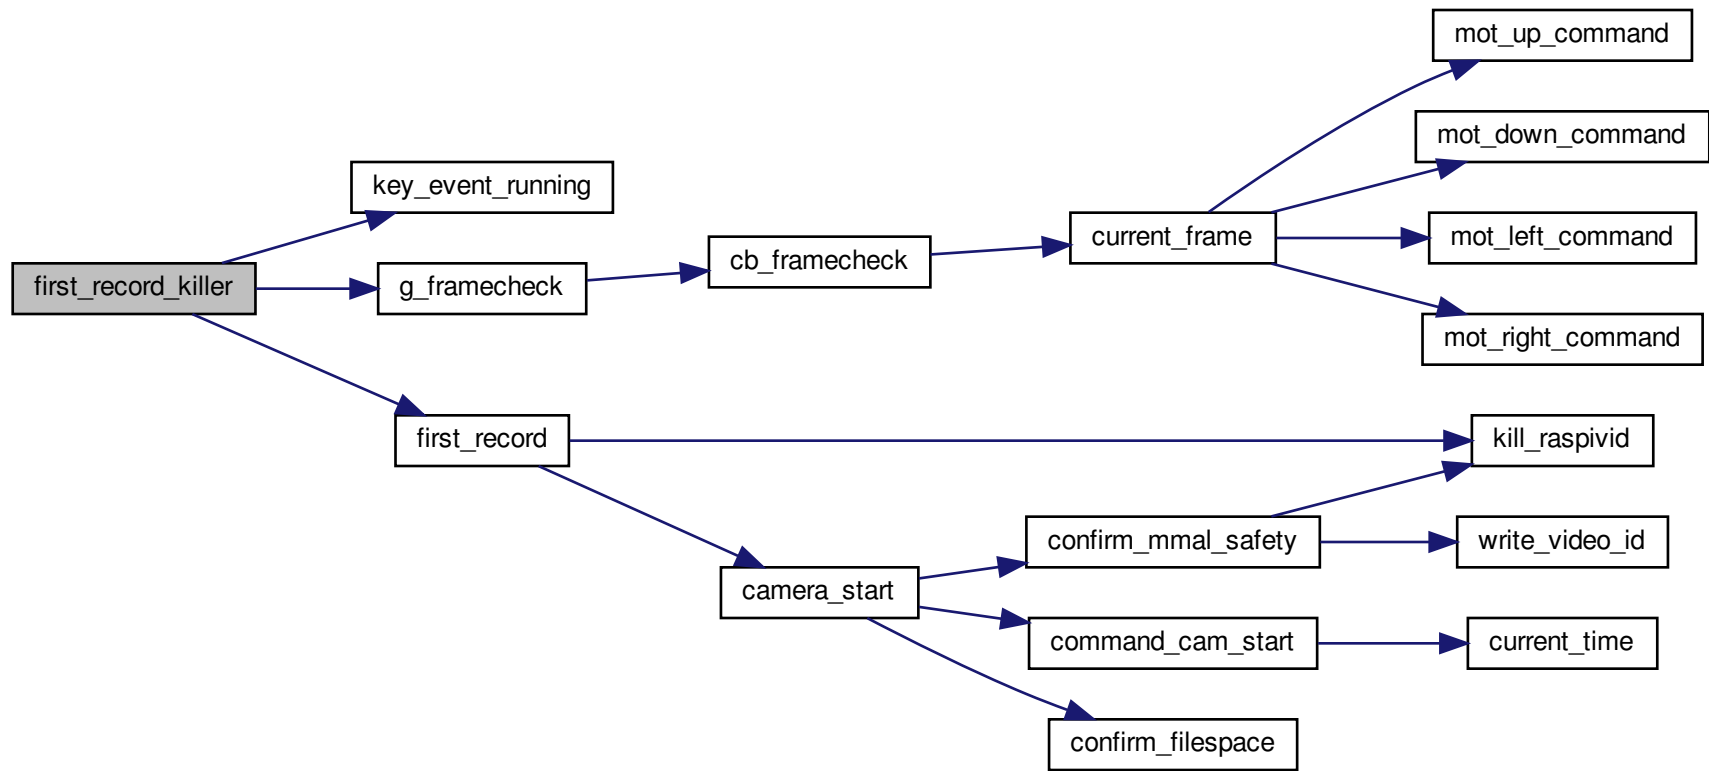 mot_up_command
mot_down_command
key_event_running
mot_left_command
current_frame
cb_framecheck
first_record_killer
g_framecheck
mot_right_command
first_record
kill_raspivid
confirm_mmal_safety
write_video_id
camera_start
command_cam_start
current_time
confirm_filespace